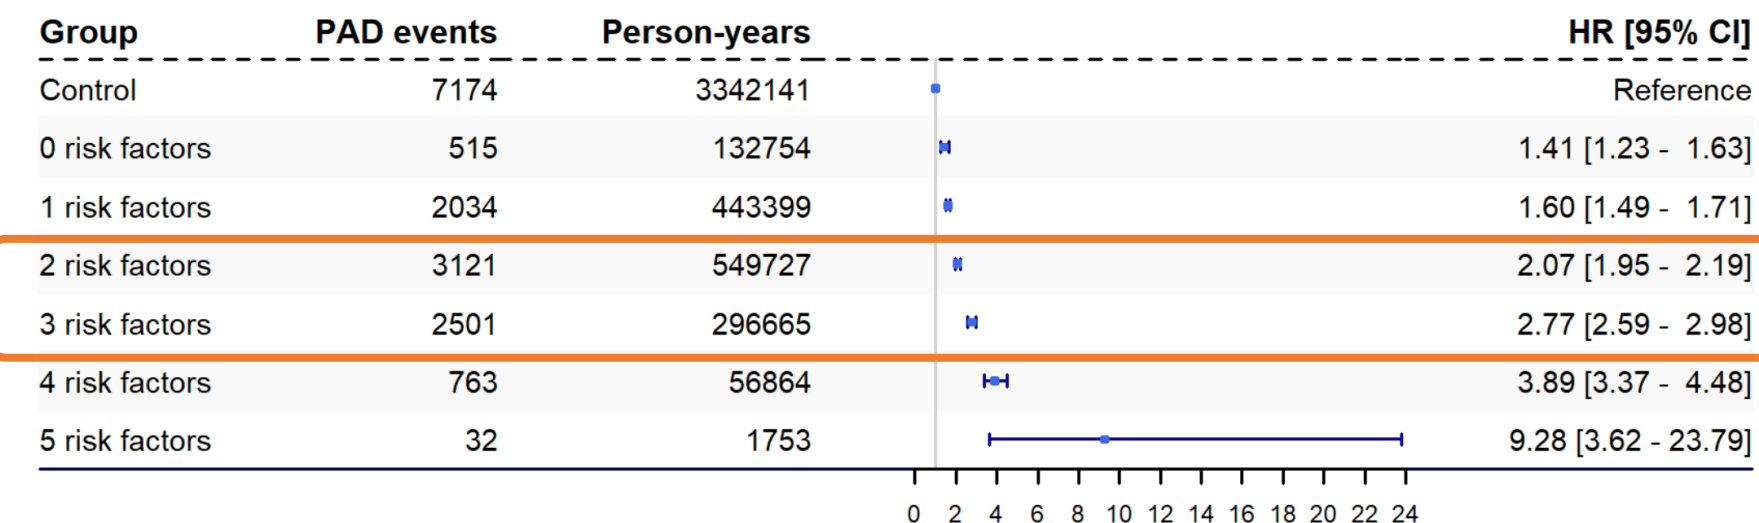 Group PAD events Person-years HR [95% CI]
Control 7174 3342141 Reference
0 risk factors 515 132754 1.41 [1.23 - 1.63]
1 risk factors 2034 443399 1.60 [1.49 - 1.71]
2 risk factors 3121 549727 2.07 [1.95 - 2.19]
3 risk factors 2501 296665 2.77 [2.59 - 2.98]
4 risk factors 763 56864 3.89 [3.37 - 4.48]
5 risk factors 32 1753 9.28 [3.62 - 23.79]
0 2 4 6 8 10 12 14 16 18 20 22 24